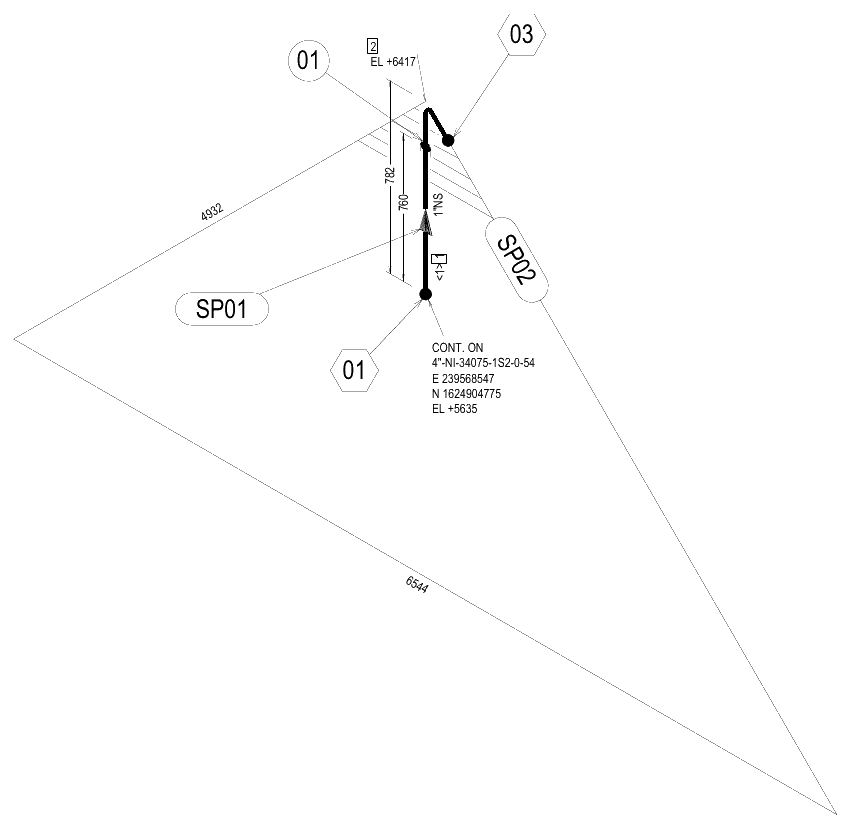 03
01
2
EL +6417
782
760
1"NS
4932
SP02
<1>
1
SP01
01
CONT. ON
4"-NI-34075-1S2-0-54
E 239568547
N 1624904775
EL +5635
6544